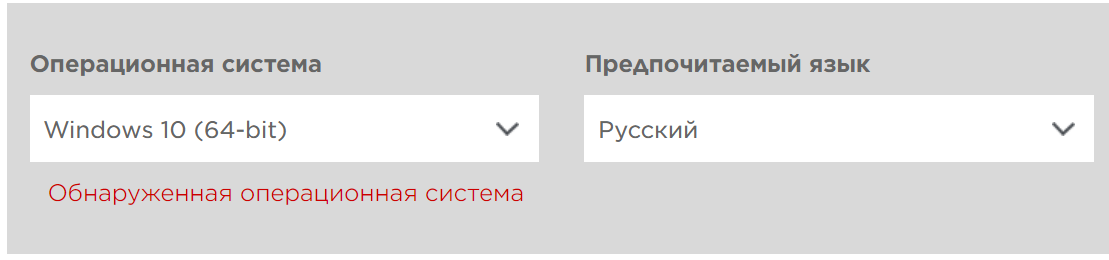 Операционная система
Предпочитаемый язык
Windows 10 (64-bit)
Русский
Обнаруженная операционная система